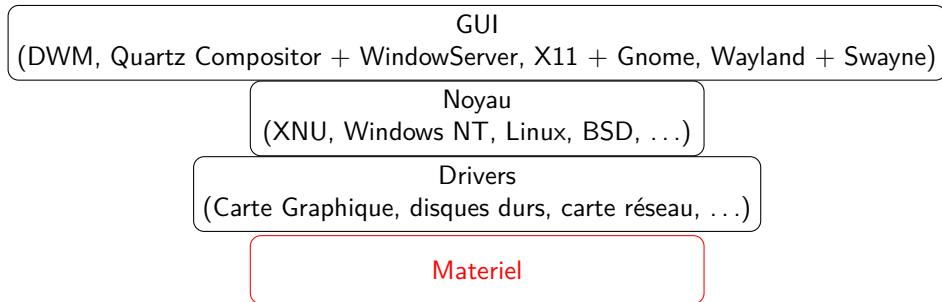 GUI
(DWM, Quartz Compositor + WindowServer, X11 + Gnome, Wayland + Swayne)
Noyau
(XNU, Windows NT, Linux, BSD, ...)
Drivers
(Carte Graphique, disques durs, carte réseau, ...)
Materiel